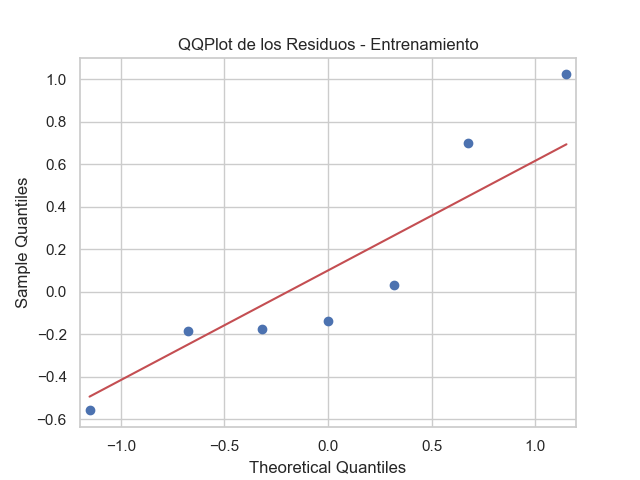 QQPlot de los Residuos - Entrenamiento
1.0
0.8
0.6
0.4
0.2
0.0
−0.2
−0.4
−0.6
Sample Quantiles
−1.0 −0.5 0.0 0.5 1.0
Theoretical Quantiles